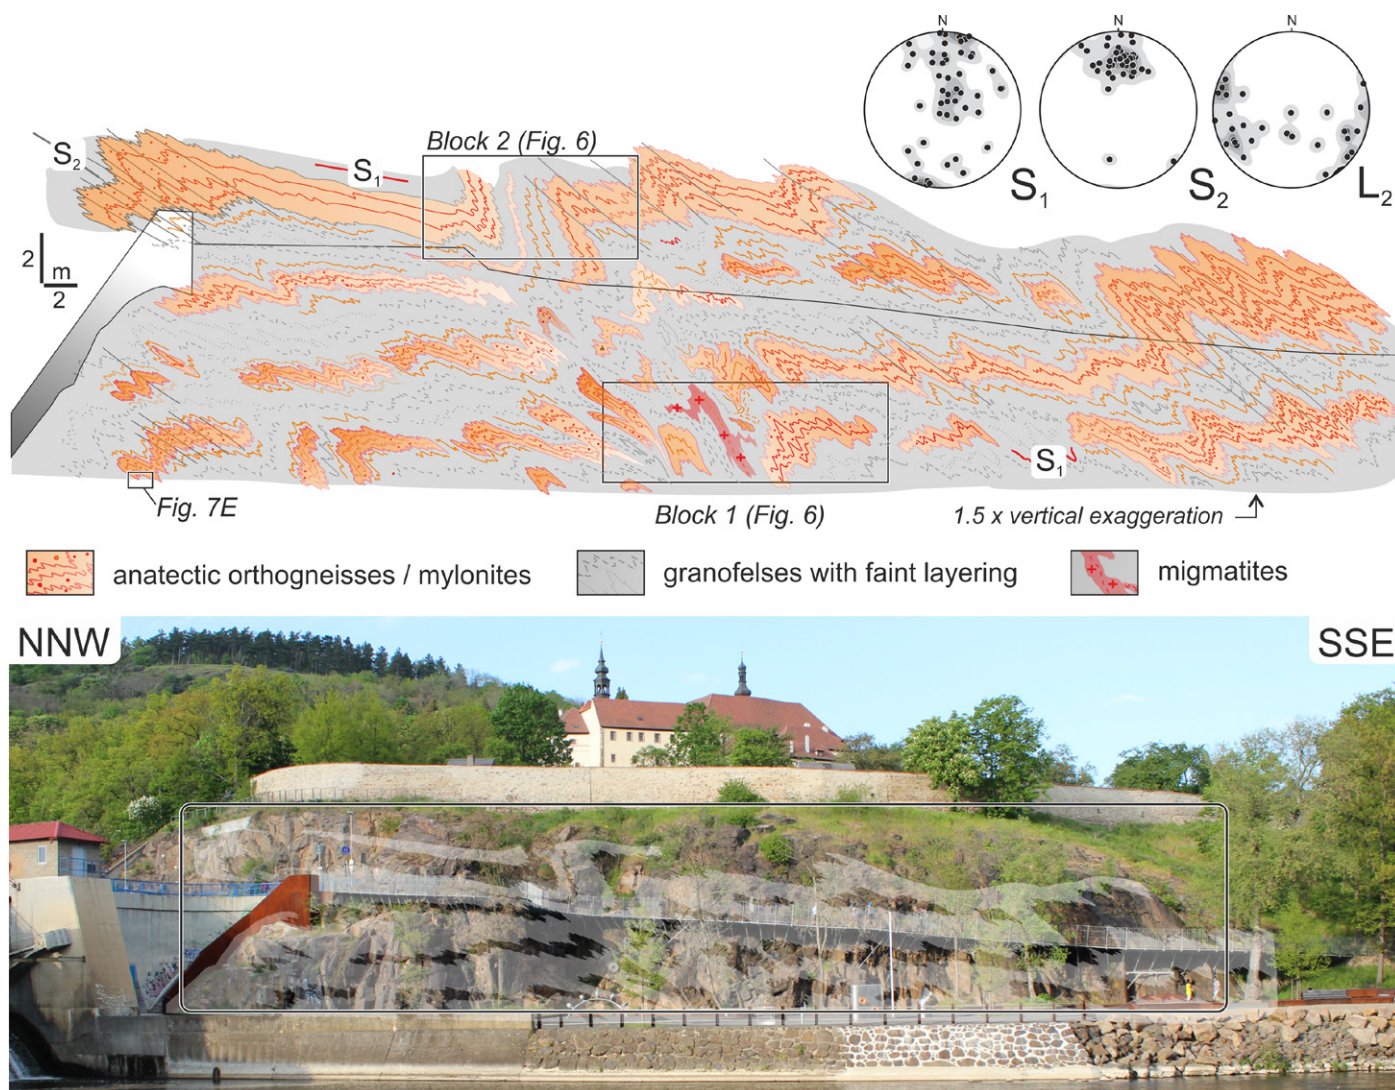 N
N
N
S1
S2
L2
Block 2 (Fig. 6)
S2
S1
2
m
2
S1
Fig. 7E
Block 1 (Fig. 6)
1.5 x vertical exaggeration
anatectic orthogneisses / mylonites
granofelses with faint layering
migmatites
NNW
SSE